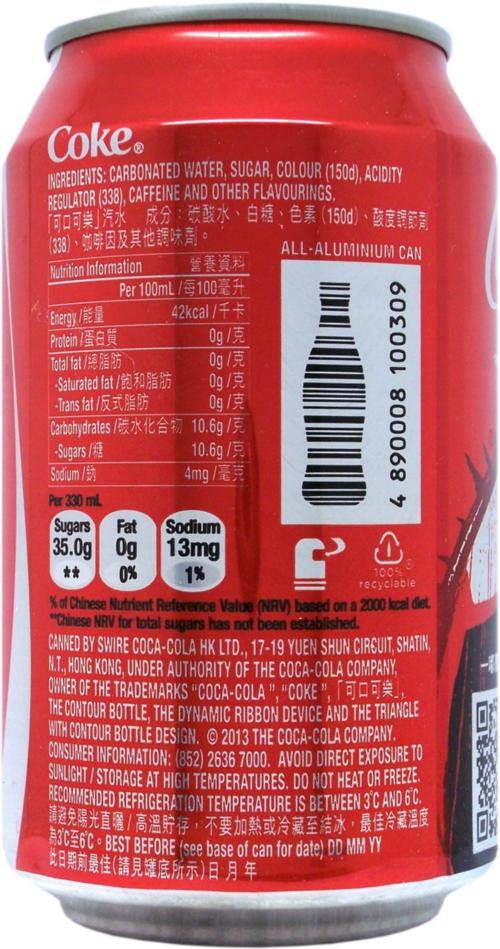 Coke®
INGREDIENTS: CARBONATED WATER, SUGAR, COLOUR (150d), ACIDITY
REGULATOR (338), CAFFEINE AND OTHER FLAVOURINGS.
「可口可樂」汽水 成分：碳酸水、白糖、色素 (150d)、酸度調節劑
(338)、咖啡因及其他調味劑。
ALL-ALUMINIUM CAN
Nutrition Information 營養資料
Per 100mL /每100毫升
Energy /能量 42kcal /千卡
Protein /蛋白質 0g /克
Total fat /總脂肪 0g /克
-Saturated fat /飽和脂肪 0g /克
-Trans fat /反式脂肪 0g /克
Carbohydrates /碳水化合物 10.6g /克
-Sugars /糖 10.6g /克
Sodium /鈉 4mg /毫克
4 890008 100309
Per 330 mL
Sugars 35.0g **
Fat 0g 0%
Sodium 13mg 1%
100%
recyclable
% of Chinese Nutrient Reference Value (NRV) based on a 2000 kcal diet.
**Chinese NRV for total sugars has not been established.
CANNED BY SWIRE COCA-COLA HK LTD., 17-19 YUEN SHUN CIRCUIT, SHATIN,
N.T., HONG KONG, UNDER AUTHORITY OF THE COCA-COLA COMPANY,
OWNER OF THE TRADEMARKS “COCA-COLA ”, “COKE ”,「可口可樂」,
THE CONTOUR BOTTLE, THE DYNAMIC RIBBON DEVICE AND THE TRIANGLE
WITH CONTOUR BOTTLE DESIGN. © 2013 THE COCA-COLA COMPANY.
CONSUMER INFORMATION: (852) 2636 7000. AVOID DIRECT EXPOSURE TO
SUNLIGHT / STORAGE AT HIGH TEMPERATURES. DO NOT HEAT OR FREEZE.
RECOMMENDED REFRIGERATION TEMPERATURE IS BETWEEN 3°C AND 6°C.
請避免陽光直曬 / 高溫貯存，不要加熱或冷藏至結冰，最佳冷藏溫度
為3℃至6℃。BEST BEFORE (see base of can for date) DD MM YY
此日期前最佳(請見罐底所示)日 月 年